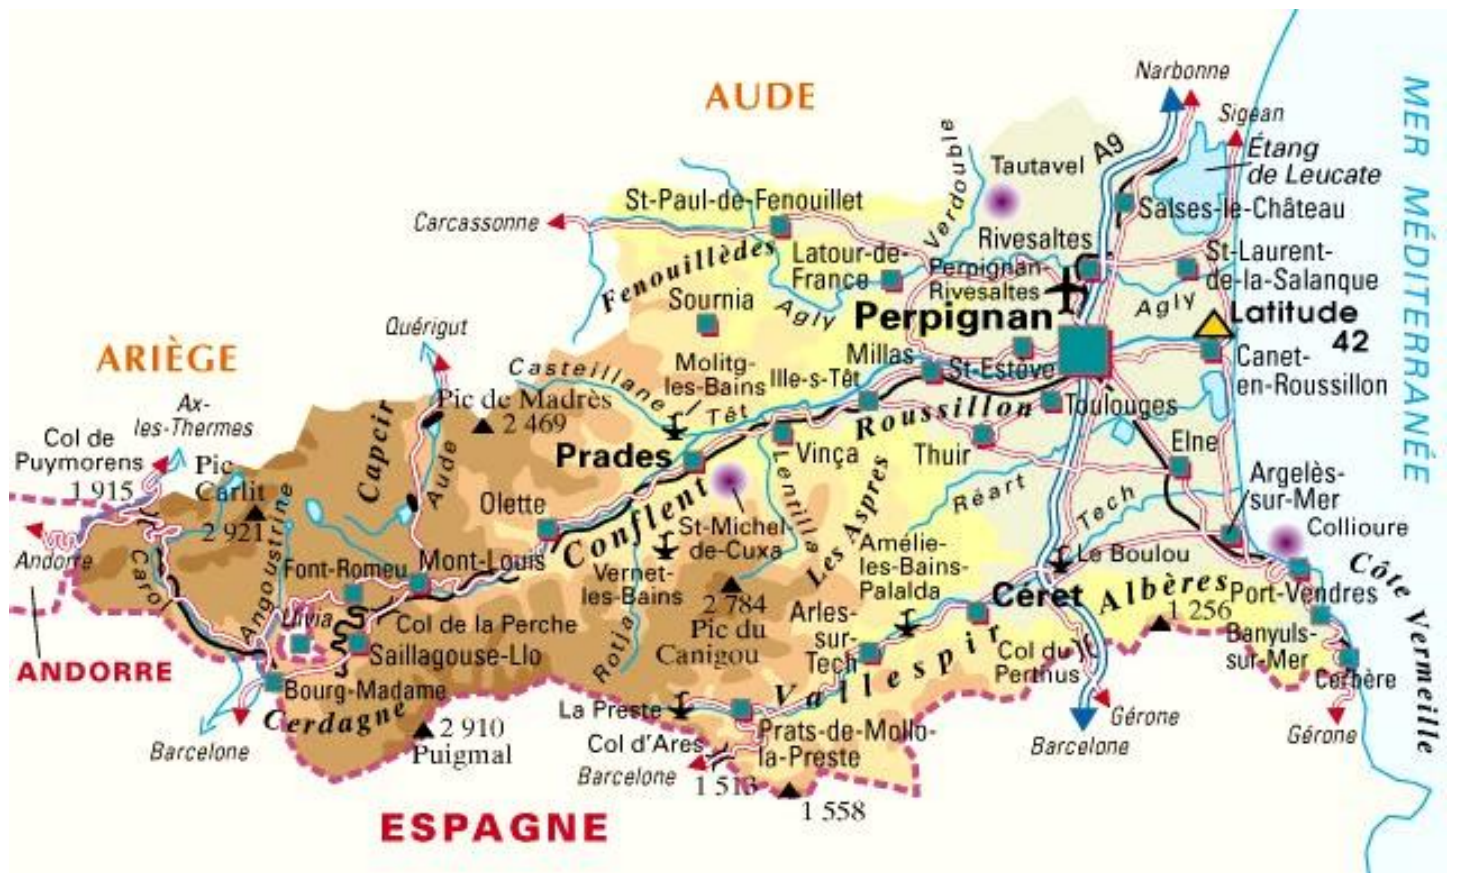 Narbonne
AUDE
Sigean
MER MÉDITERRANÉE
Verdouble
Tautavel
A9
Étang
de Leucate
St-Paul-de-Fenouillet
Salses-le-Château
Carcassonne
Fenouillèdes
Latour-de-
France
Rivesaltes
St-Laurent-
de-la-Salanque
Perpignan-
Rivesaltes
Sournia
Agly
Agly
Perpignan
Latitude
42
Quérigut
ARIÈGE
Molitg-
les-Bains
Millas
St-Estève
Canet-
en-Roussillon
Casteillane
Ille-s-Têt
Têt
Pic de Madrès
2 469
Roussillon
Toulouges
Ax-
les-Thermes
Capcir
Col de
Puymorens
1 915
Pic
Carlit
2 921
Aude
Prades
Vinça
Thuir
Elne
Argelès-
sur-Mer
Olette
Conflent
Lentilla
Les Aspres
Réart
Tech
St-Michel-
de-Cuxa
Collioure
Andorre
Carol
Angoustrine
Font-Romeu
Mont-Louis
Vernet-
les-Bains
Amélie-
les-Bains-
Palalda
Le Boulou
Côte Vermeille
Llivia
2 784
Pic du
Canigou
Céret
Albères
1 256
Port-Vendres
Col de la Perche
Rotja
Arles-
sur-
Tech
Banyuls-
sur-Mer
Saillagouse-Llo
Vallespir
Col du
Perthus
ANDORRE
Cerbère
Bourg-Madame
Cerdagne
La Preste
Gérone
Gérone
Barcelone
2 910
Puigmal
Prats-de-Mollo-
la-Preste
Col d'Ares
Barcelone
Barcelone
1 513
1 558
ESPAGNE